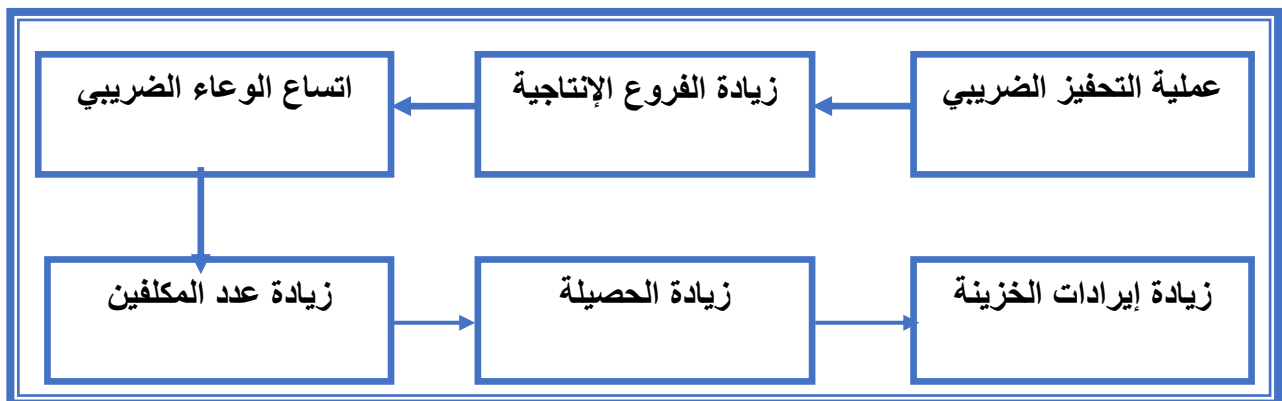 عملية التحفيز الضريبي
زيادة الفروع الإنتاجية
اتساع الوعاء الضريبي
زيادة عدد المكلفين
زيادة الحصيلة
زيادة إيرادات الخزينة